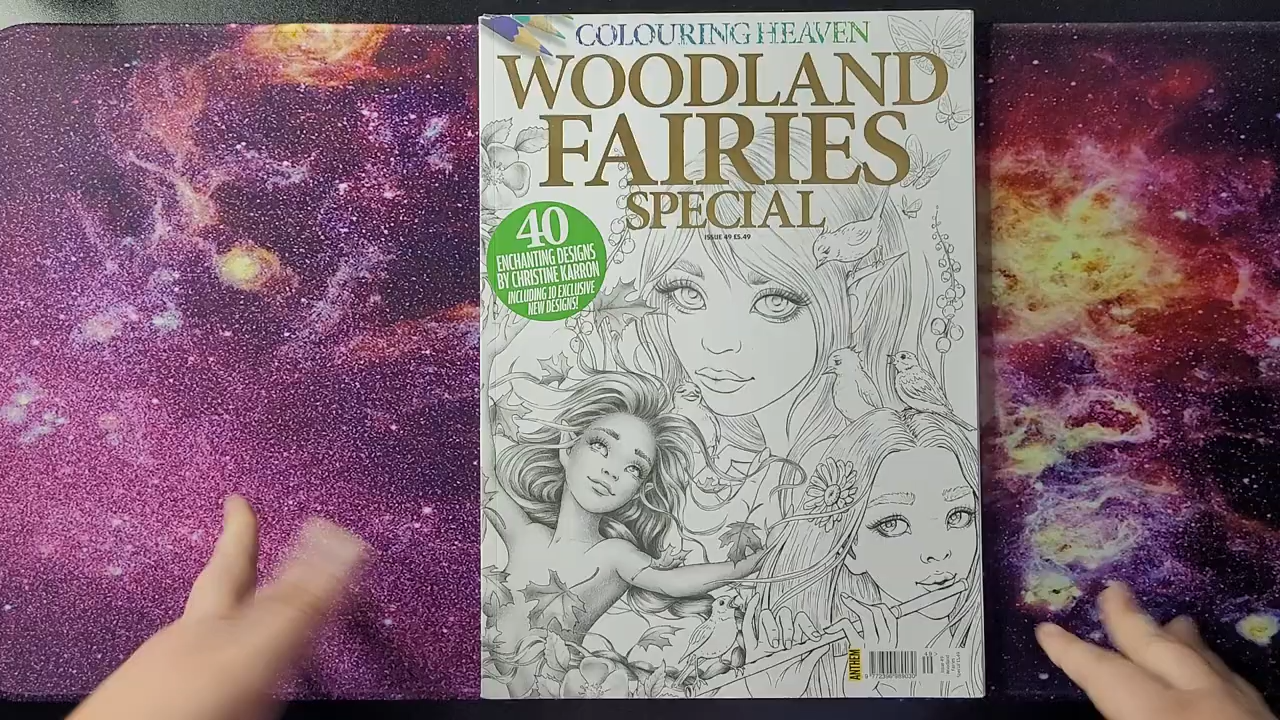 COLOURING HEAVEN
WOODLAND
FAIRIES
SPECIAL
ISSUE 49 £5.49
40
ENCHANTING DESIGNS
BY CHRISTINE KARRON
INCLUDING 10 EXCLUSIVE
NEW DESIGNS!
ANTHEM